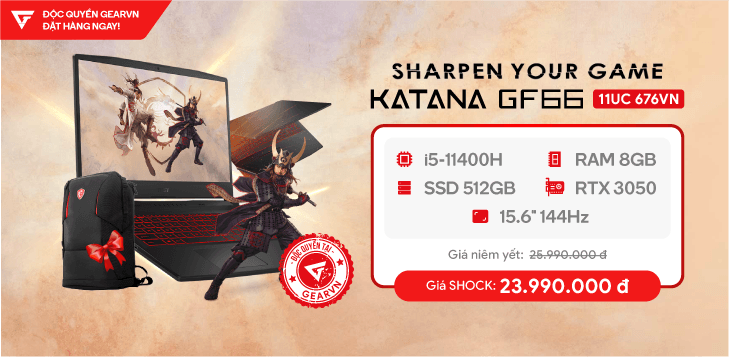 ĐỘC QUYỀN GEARVN
ĐẶT HÀNG NGAY!
SHARPEN YOUR GAME
KATANA GF66 11UC 676VN
i5-11400H
RAM 8GB
SSD 512GB
RTX 3050
15.6" 144Hz
Giá niêm yết: 25.990.000 đ
Giá SHOCK: 23.990.000 đ
ĐỘC QUYỀN TẠI
GEARVN